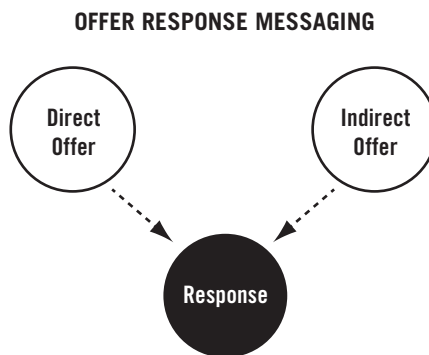 OFFER RESPONSE MESSAGING
Direct
Offer
Indirect
Offer
Response